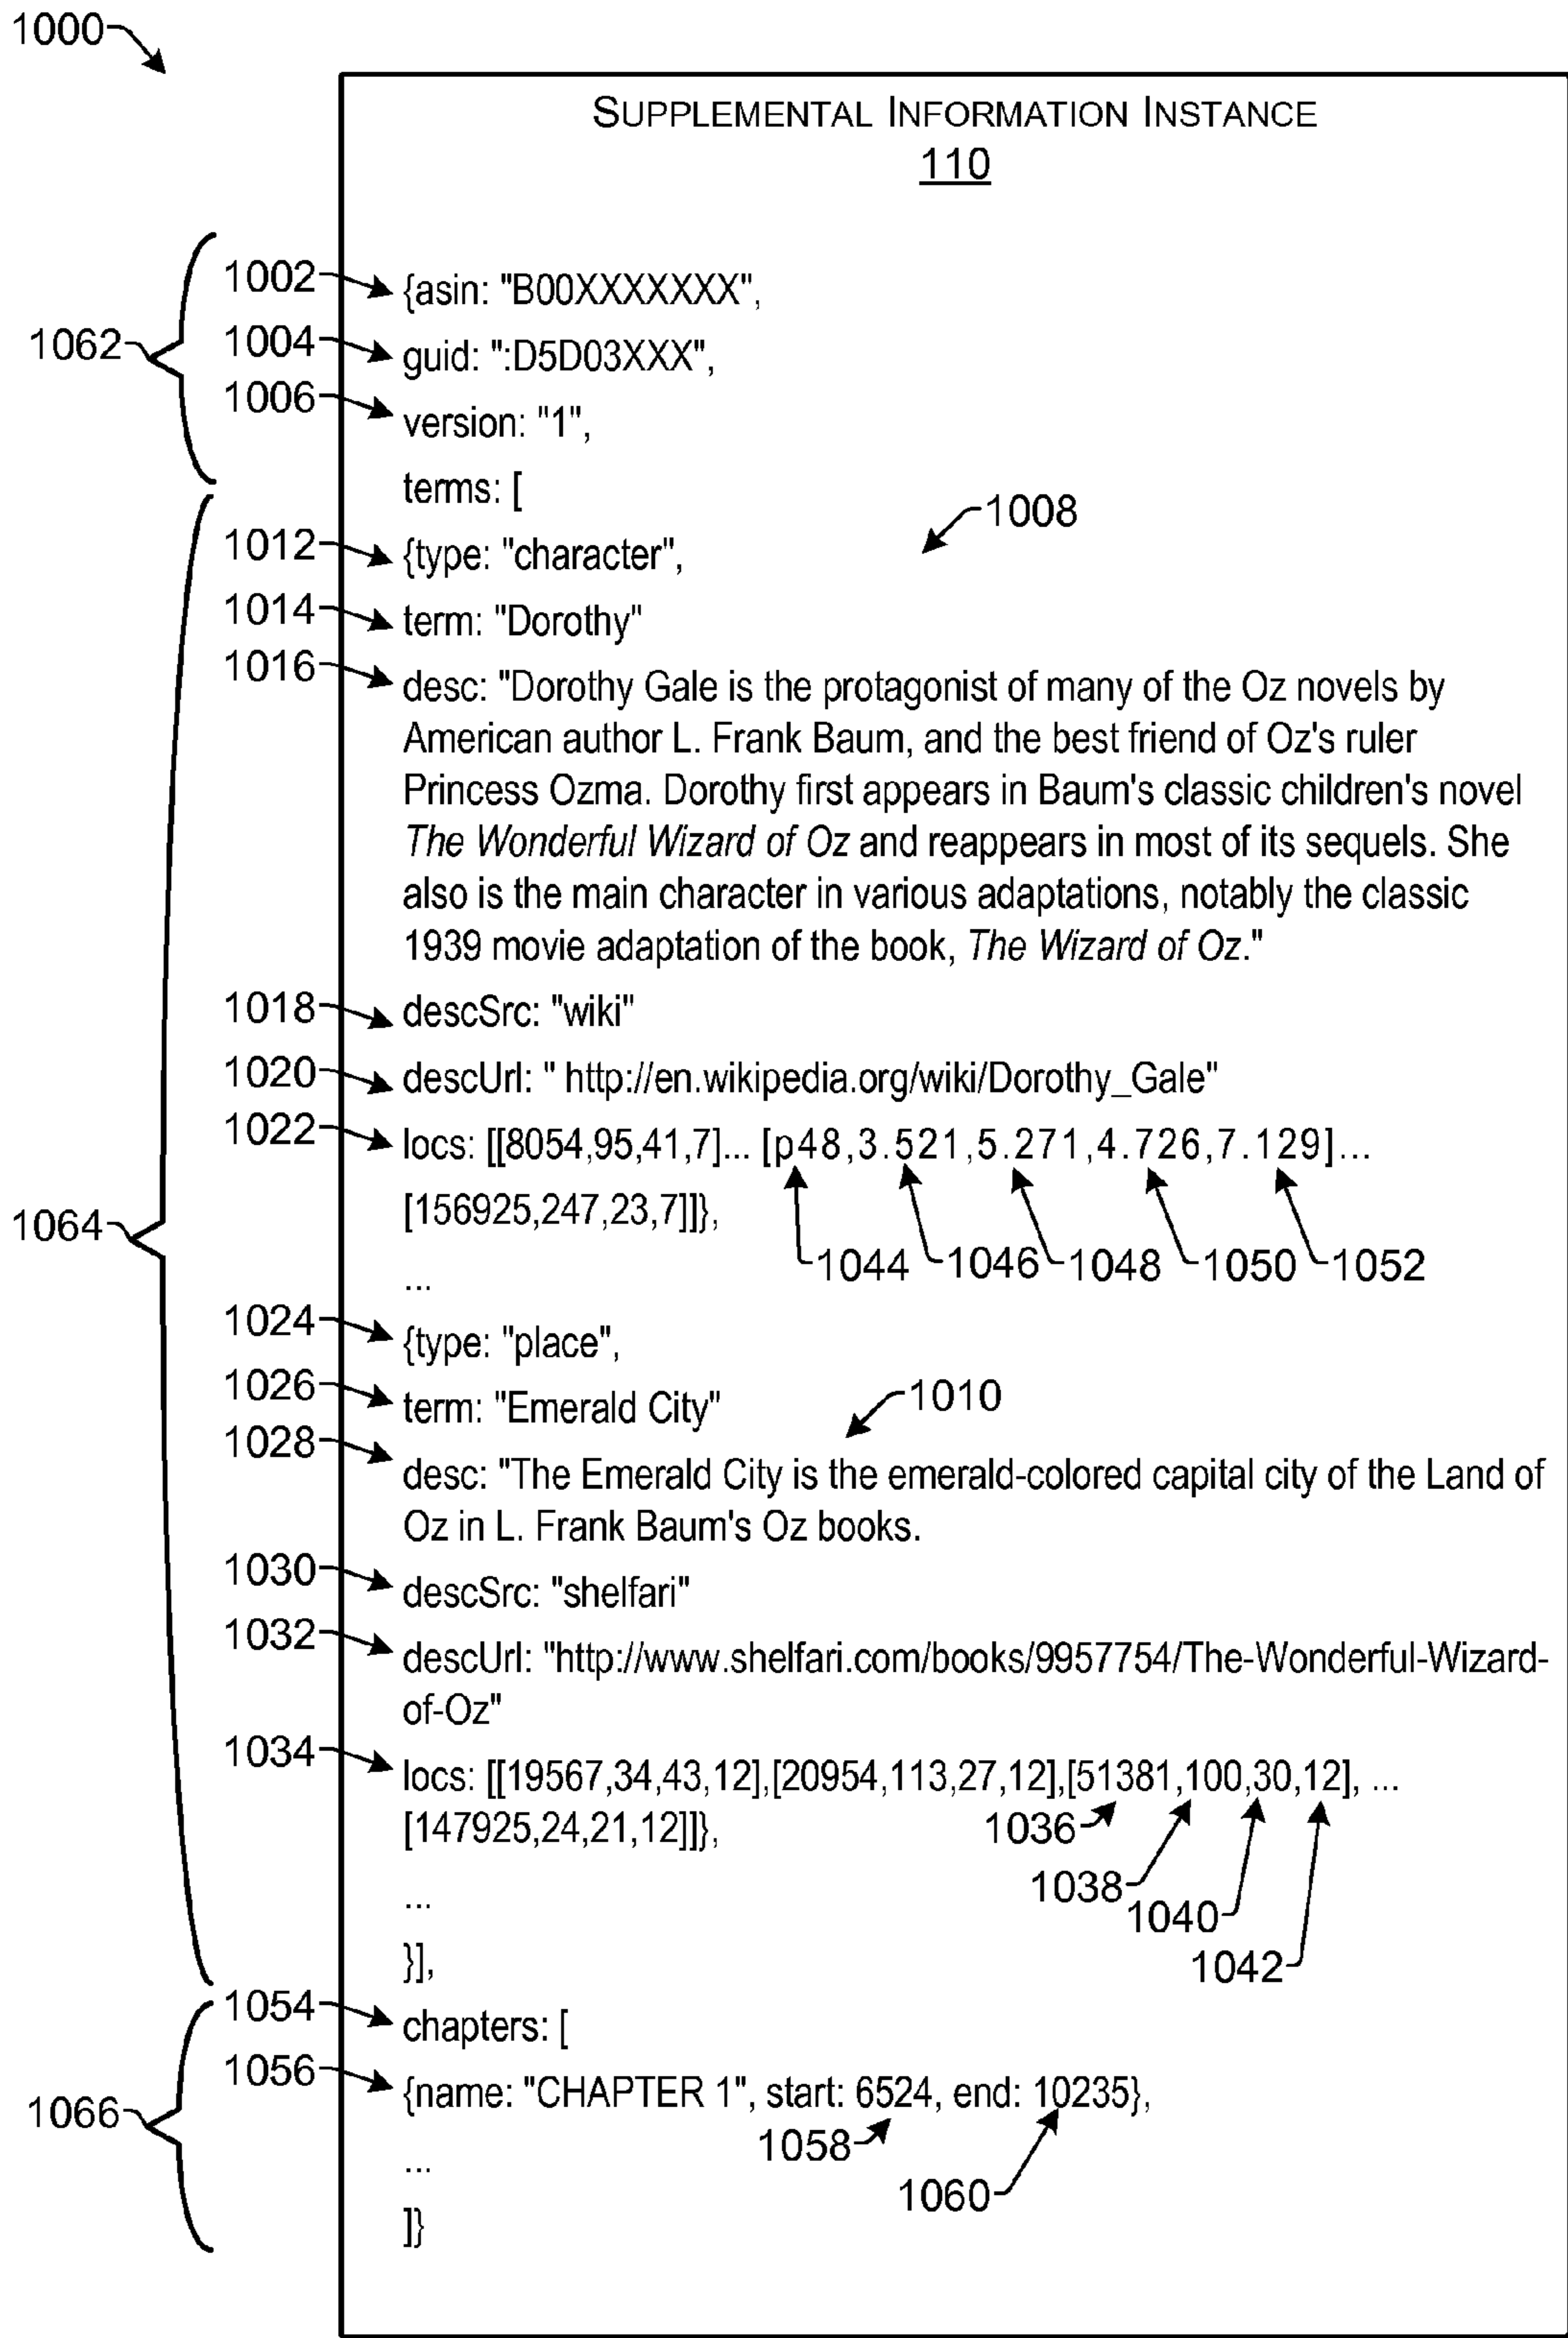 1000
SUPPLEMENTAL INFORMATION INSTANCE
110
1062
1002 {asin: "B00XXXXXXX",
1004 guid: ":D5D03XXX",
1006 version: "1",
terms: [
1008
1012 {type: "character",
1014 term: "Dorothy"
1016 desc: "Dorothy Gale is the protagonist of many of the Oz novels by
American author L. Frank Baum, and the best friend of Oz's ruler
Princess Ozma. Dorothy first appears in Baum's classic children's novel
The Wonderful Wizard of Oz and reappears in most of its sequels. She
also is the main character in various adaptations, notably the classic
1939 movie adaptation of the book, The Wizard of Oz."
1018 descSrc: "wiki"
1020 descUrl: " http://en.wikipedia.org/wiki/Dorothy_Gale"
1022 locs: [[8054,95,41,7]... [p48,3.521,5.271,4.726,7.129]...
1064
[156925,247,23,7]]},
1044 1046 1048 1050 1052
...
1024 {type: "place",
1026 term: "Emerald City"
1010
1028 desc: "The Emerald City is the emerald-colored capital city of the Land of
Oz in L. Frank Baum's Oz books.
1030 descSrc: "shelfari"
1032 descUrl: "http://www.shelfari.com/books/9957754/The-Wonderful-Wizard-
of-Oz"
1034 locs: [[19567,34,43,12],[20954,113,27,12],[51381,100,30,12], ...
[147925,24,21,12]]},
1036
1038
1040
1042
...
}],
1054 chapters: [
1056 {name: "CHAPTER 1", start: 6524, end: 10235},
1066
1058
1060
...
]}